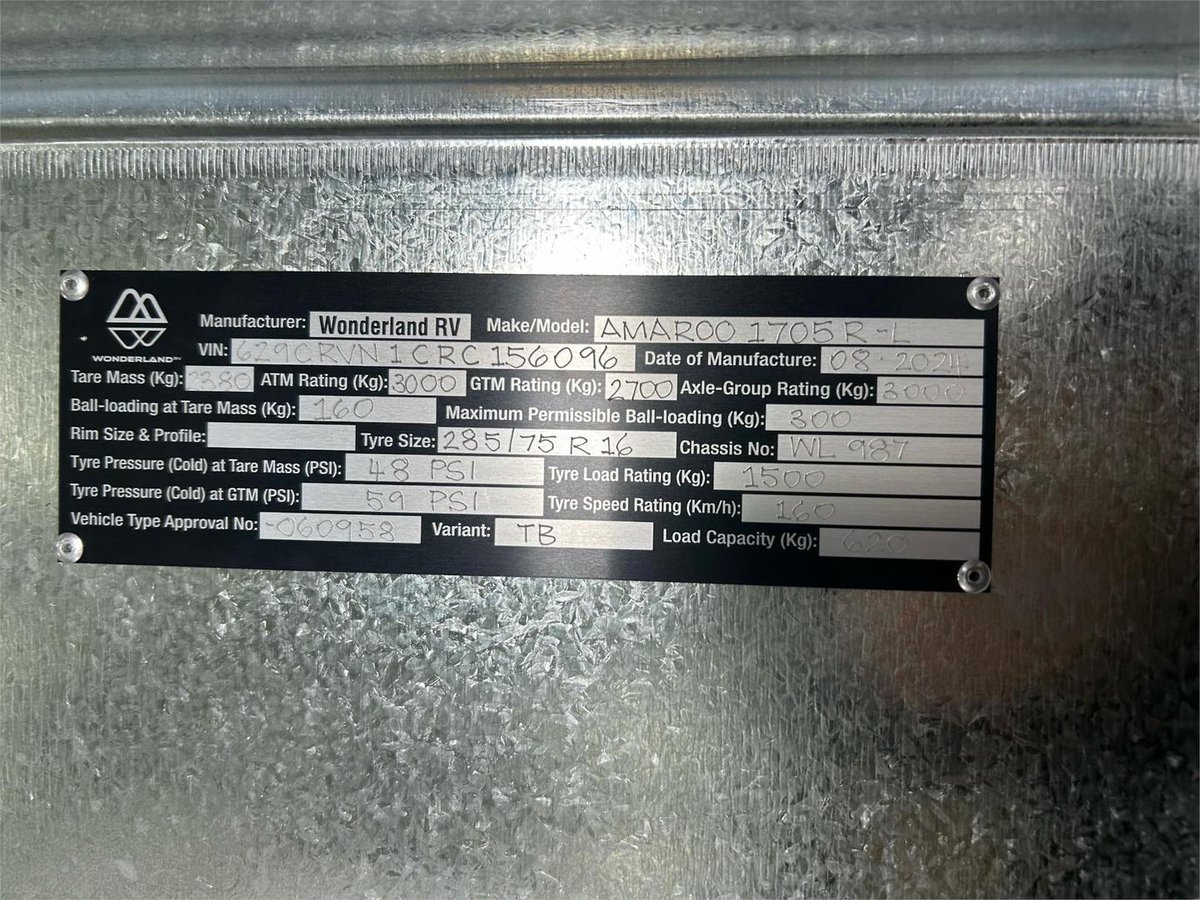 Manufacturer: Wonderland RV Make/Model: AMAROO 1705 R-L
WONDERLAND RV
VIN: 629CRVN1CRC156096 Date of Manufacture: 08·2024
Tare Mass (Kg): 2380 ATM Rating (Kg): 3000 GTM Rating (Kg): 2700 Axle-Group Rating (Kg): 3000
Ball-loading at Tare Mass (Kg): 160 Maximum Permissible Ball-loading (Kg): 300
Rim Size & Profile: Tyre Size: 285/75 R 16 Chassis No: WL 987
Tyre Pressure (Cold) at Tare Mass (PSI): 48 PSI Tyre Load Rating (Kg): 1500
Tyre Pressure (Cold) at GTM (PSI): 59 PSI Tyre Speed Rating (Km/h): 160
Vehicle Type Approval No: -060958 Variant: TB Load Capacity (Kg): 620